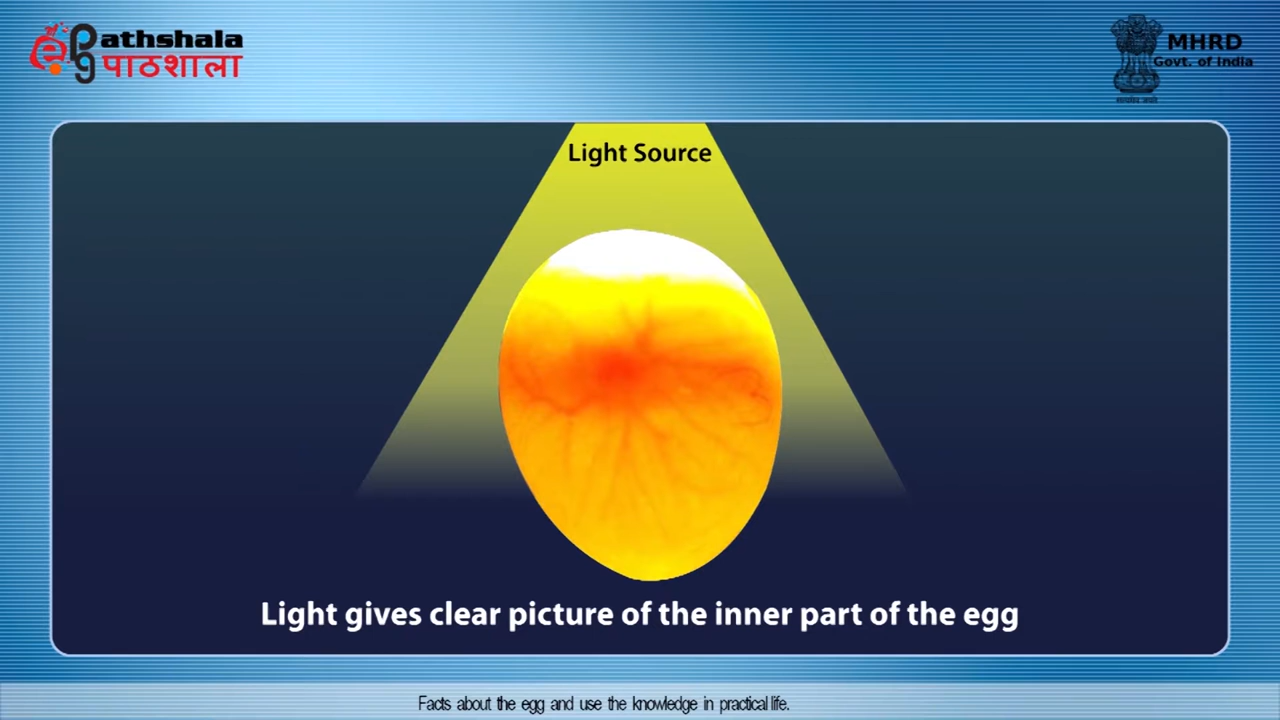 Pathshala
पाठशाला
MHRD
Govt. of India
Light Source
Light gives clear picture of the inner part of the egg
Facts about the egg and use the knowledge in practical life.